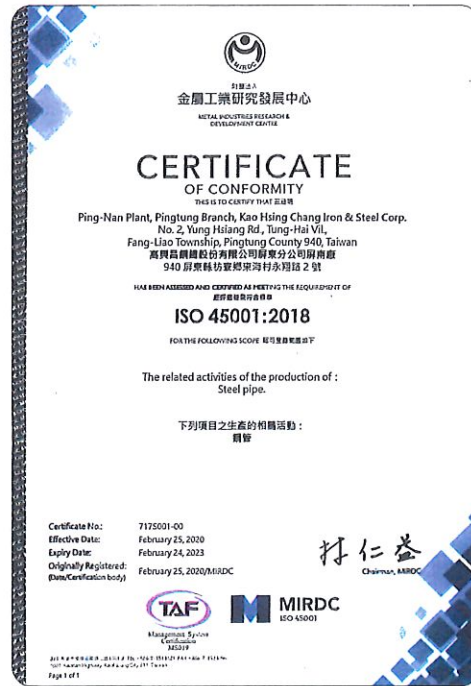 MIRDC
財團法人
金屬工業研究發展中心
METAL INDUSTRIES RESEARCH &
DEVELOPMENT CENTRE
CERTIFICATE
OF CONFORMITY
THIS IS TO CERTIFY THAT 茲證明
Ping-Nan Plant, Pingtung Branch, Kao Hsing Chang Iron & Steel Corp.
No. 2, Yung Hsiang Rd., Tung-Hai Vil.,
Fang-Liao Township, Pingtung County 940, Taiwan
高興昌鋼鐵股份有限公司屏東分公司屏南廠
940 屏東縣枋寮鄉東海村永翔路 2 號
HAS BEEN ASSESSED AND CERTIFIED AS MEETING THE REQUIREMENT OF
ISO 45001:2018
FOR THE FOLLOWING SCOPE
The related activities of the production of :
Steel pipe.
下列項目之生產的相關活動：
鋼管
Certificate No.: 7175001-00
Effective Date: February 25, 2020
Expiry Date: February 24, 2023
Originally Registered: February 25, 2020/MIRDC
(Date/Certification body)
林仁益
Chairman, MIRDC
TAF
Management System
Certification
MS019
MIRDC
ISO 45001
Page 1 of 1